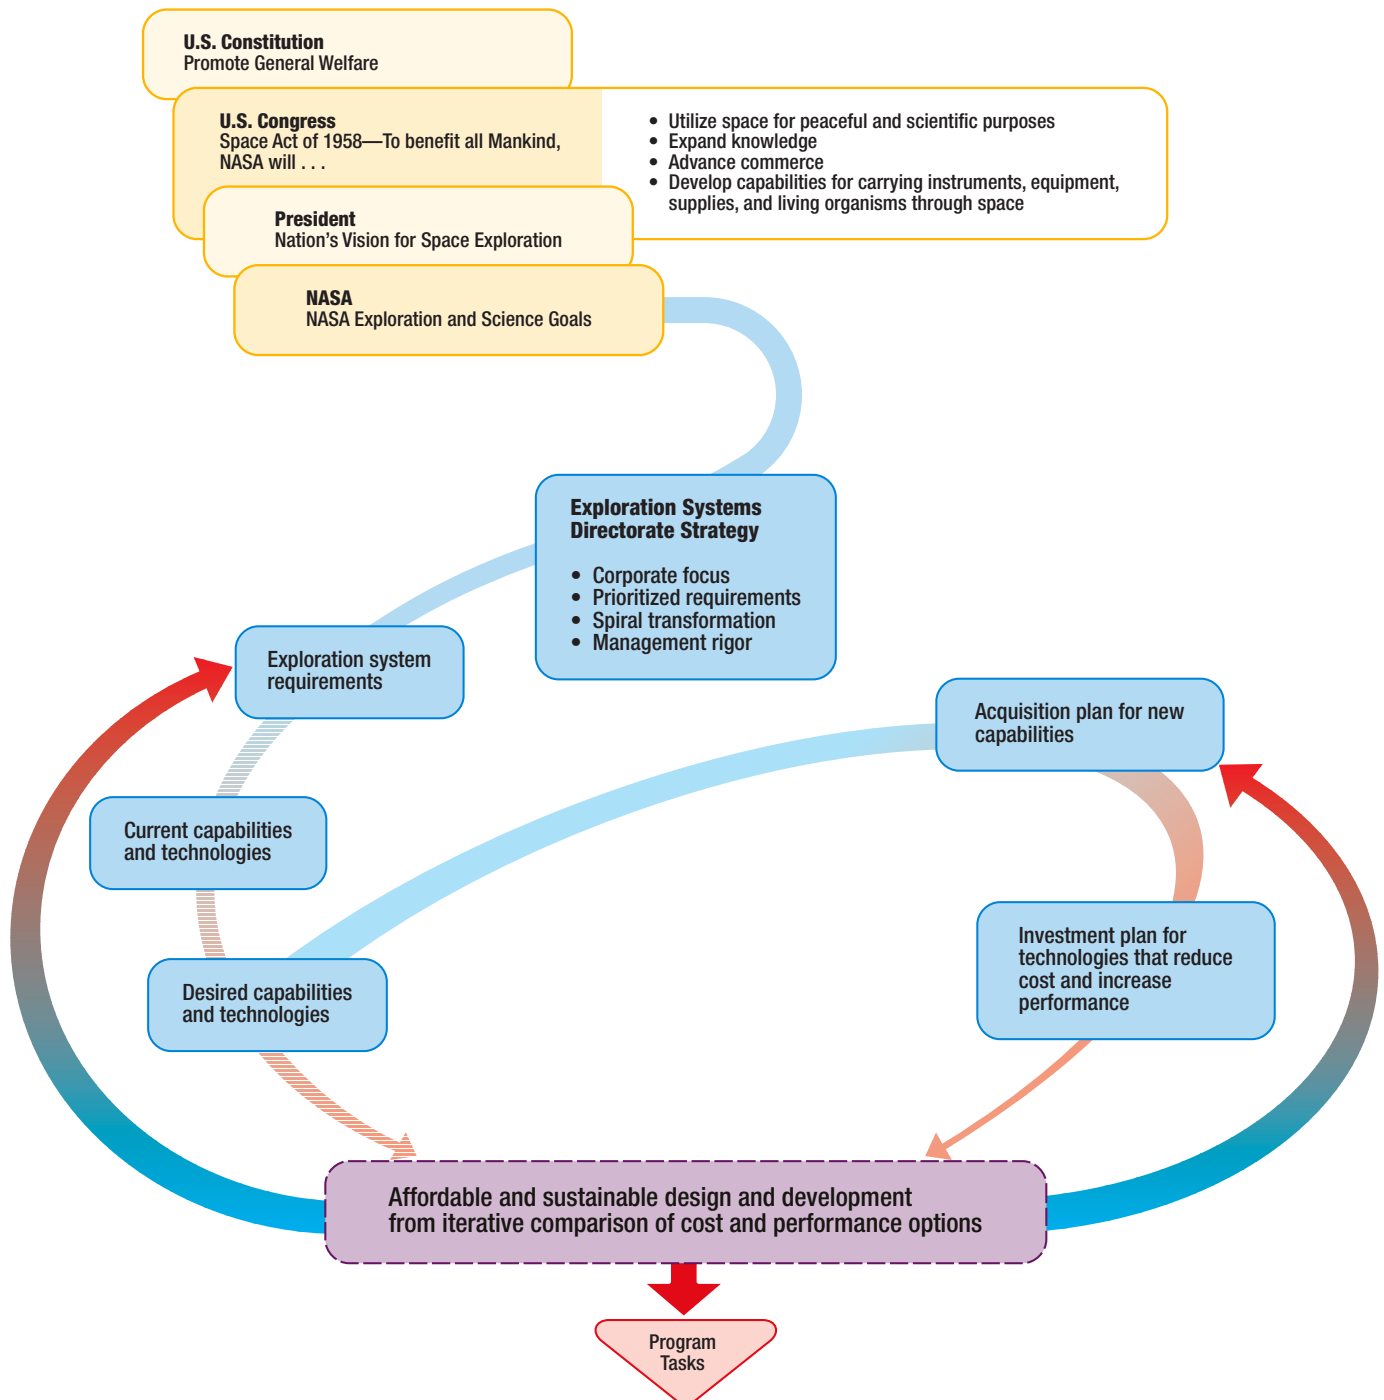 U.S. Constitution
Promote General Welfare
U.S. Congress
Space Act of 1958—To benefit all Mankind,
NASA will . . .
• Utilize space for peaceful and scientific purposes
• Expand knowledge
• Advance commerce
• Develop capabilities for carrying instruments, equipment,
supplies, and living organisms through space
President
Nation's Vision for Space Exploration
NASA
NASA Exploration and Science Goals
Exploration Systems
Directorate Strategy
• Corporate focus
• Prioritized requirements
• Spiral transformation
• Management rigor
Exploration system
requirements
Acquisition plan for new
capabilities
Current capabilities
and technologies
Investment plan for
technologies that reduce
cost and increase
performance
Desired capabilities
and technologies
Affordable and sustainable design and development
from iterative comparison of cost and performance options
Program
Tasks